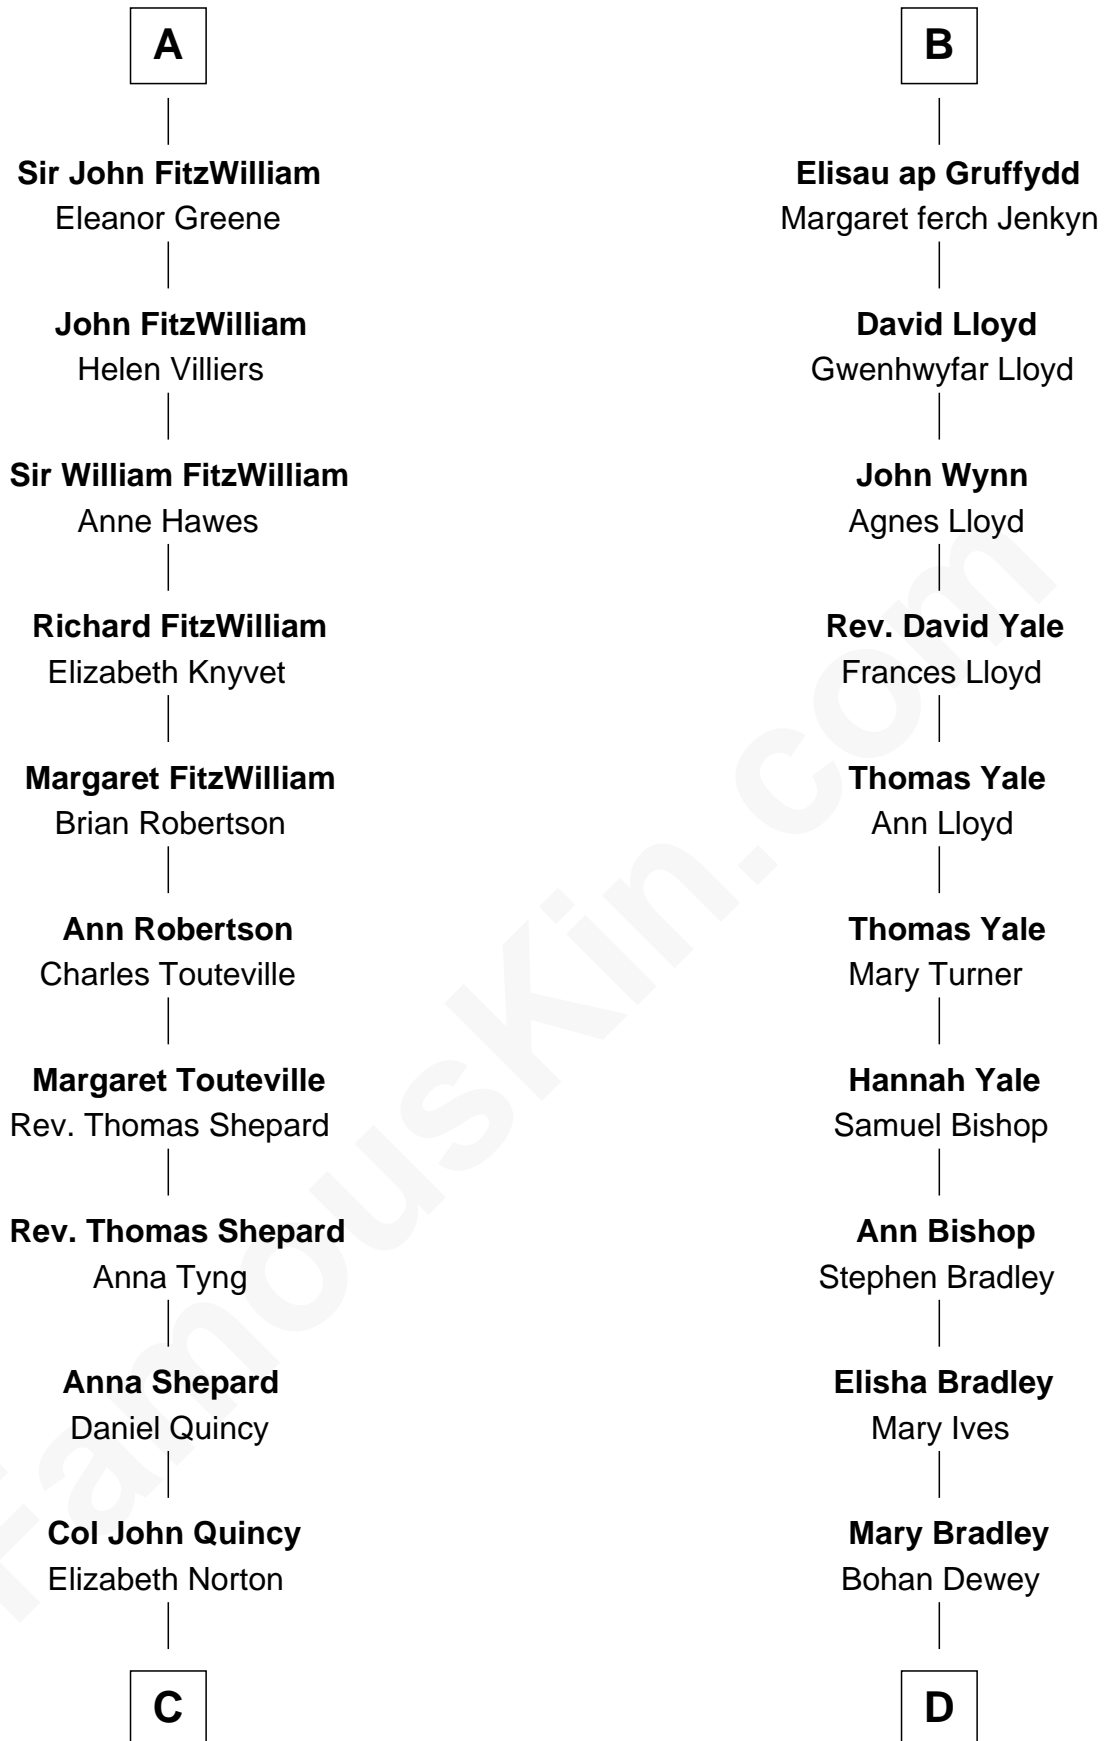 A
Sir John FitzWilliam
Eleanor Greene
John FitzWilliam
Helen Villiers
Sir William FitzWilliam
Anne Hawes
Richard FitzWilliam
Elizabeth Knyvet
Margaret FitzWilliam
Brian Robertson
Ann Robertson
Charles Touteville
Margaret Touteville
Rev. Thomas Shepard
Rev. Thomas Shepard
Anna Tyng
Anna Shepard
Daniel Quincy
Col John Quincy
Elizabeth Norton
C
B
Elisau ap Gruffydd
Margaret ferch Jenkyn
David Lloyd
Gwenhwyfar Lloyd
John Wynn
Agnes Lloyd
Rev. David Yale
Frances Lloyd
Thomas Yale
Ann Lloyd
Thomas Yale
Mary Turner
Hannah Yale
Samuel Bishop
Ann Bishop
Stephen Bradley
Elisha Bradley
Mary Ives
Mary Bradley
Bohan Dewey
D
FamousKin.com